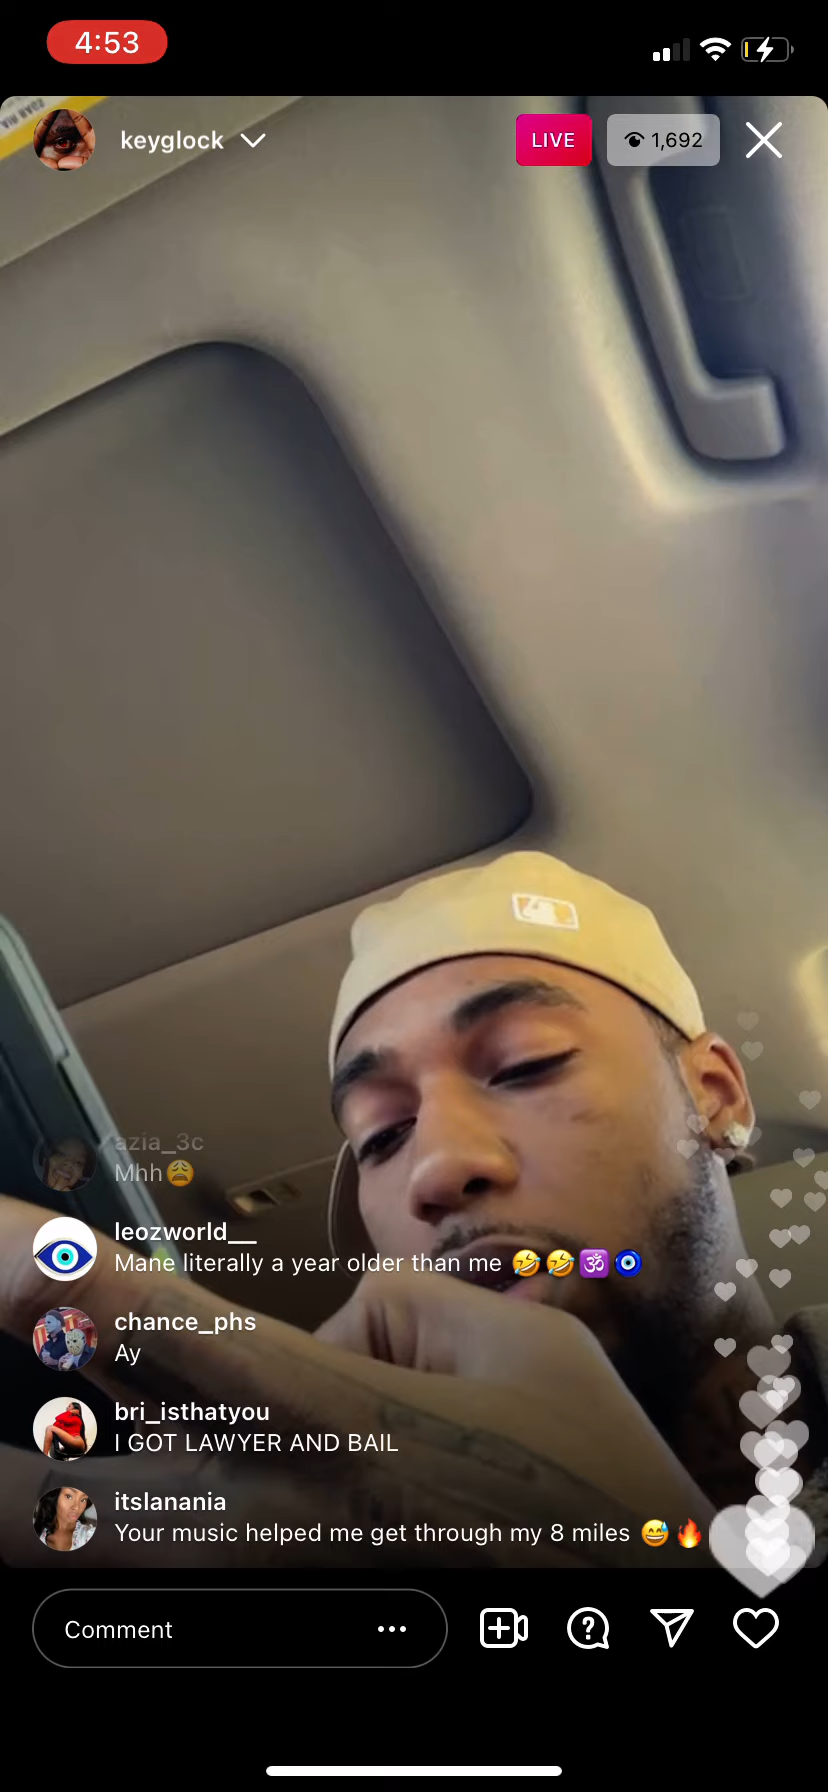 4:53
keyglock
LIVE
1,692
azia_3c
Mhh😩
leozworld__
Mane literally a year older than me 🤣🤣🕉🧿
chance_phs
Ay
bri_isthatyou
I GOT LAWYER AND BAIL
itslanania
Your music helped me get through my 8 miles 😅🔥
Comment